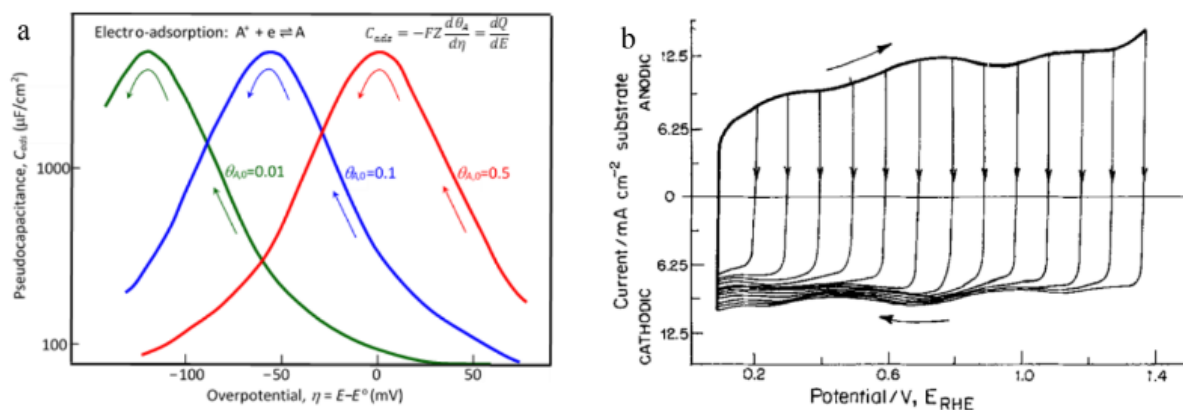 a
Electro-adsorption: A⁺ + e ⇌ A
C_ads = −FZ dθ_A/dη = dQ/dE
Pseudocapacitance, C_ads (μF/cm²)
1000
100
θ_A,0=0.01
θ_A,0=0.1
θ_A,0=0.5
−100
−50
0
50
Overpotential, η = E−E° (mV)
b
Current/mA cm⁻² substrate
CATHODIC ANODIC
12.5
6.25
0
6.25
12.5
0.2
0.6
1.0
1.4
Potential/V, E_RHE